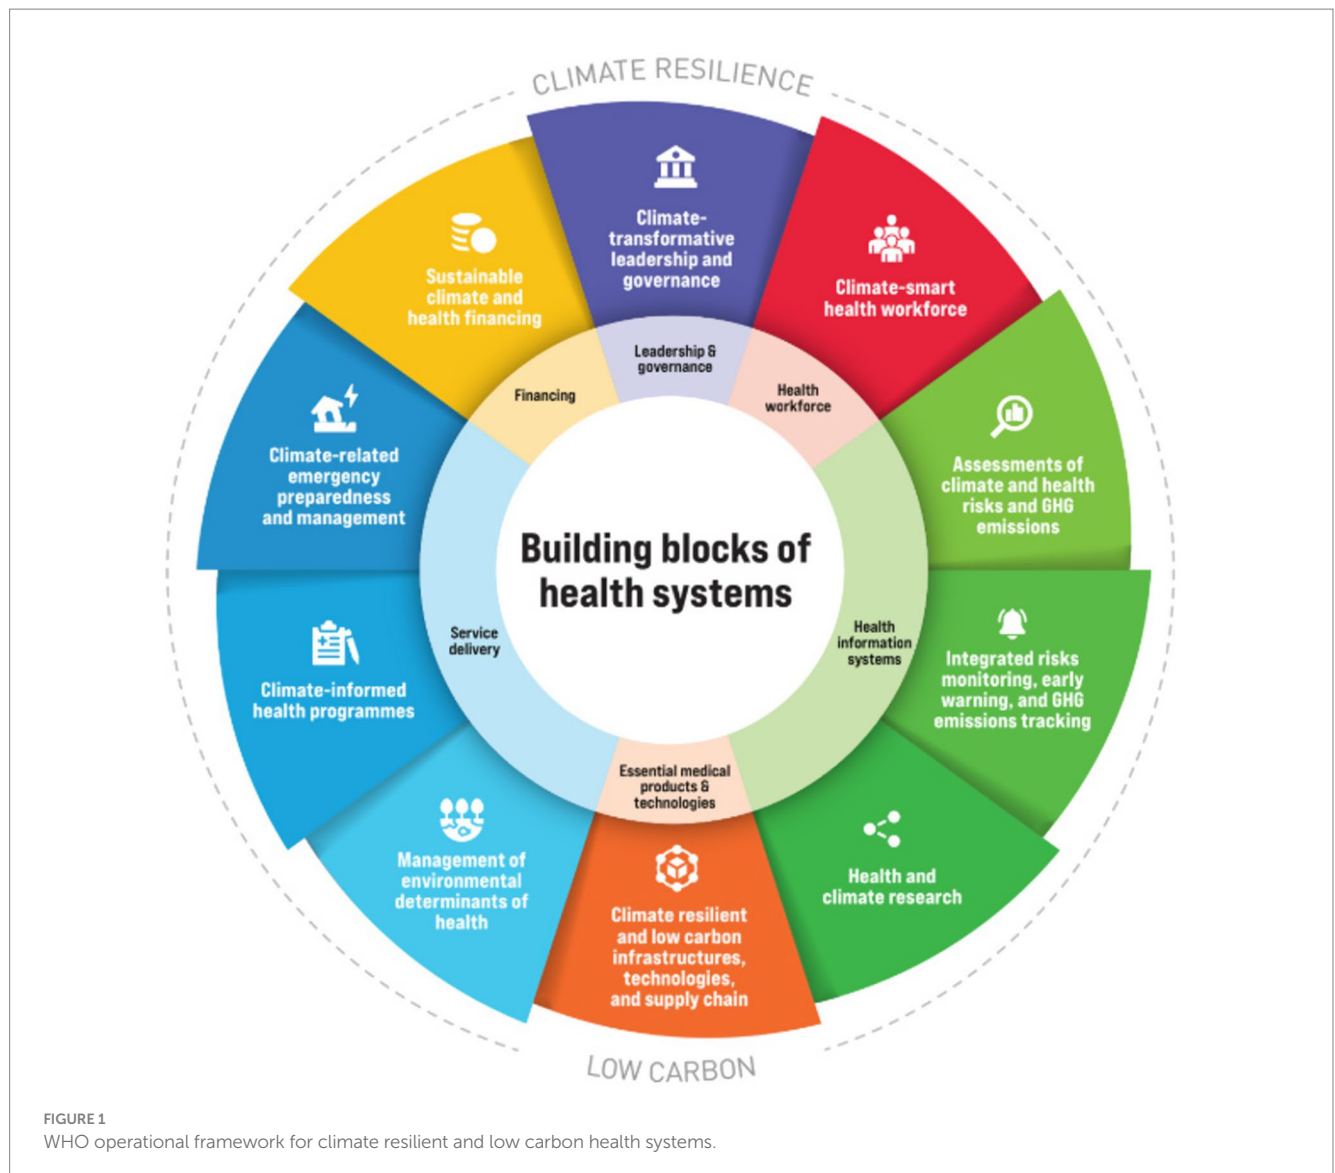 CLIMATE RESILIENCE
Climate-
transformative
leadership and
governance
Climate-smart
health workforce
Assessments of
climate and health
risks and GHG
emissions
Integrated risks
monitoring, early
warning, and GHG
emissions tracking
Health and
climate research
Climate resilient
and low carbon
infrastructures,
technologies,
and supply chain
Management of
environmental
determinants of
health
Climate-informed
health programmes
Climate-related
emergency
preparedness
and management
Sustainable
climate and
health financing
Leadership &
governance
Health
workforce
Health
information
systems
Essential medical
products &
technologies
Service
delivery
Financing
Building blocks of
health systems
LOW CARBON
FIGURE 1
WHO operational framework for climate resilient and low carbon health systems.